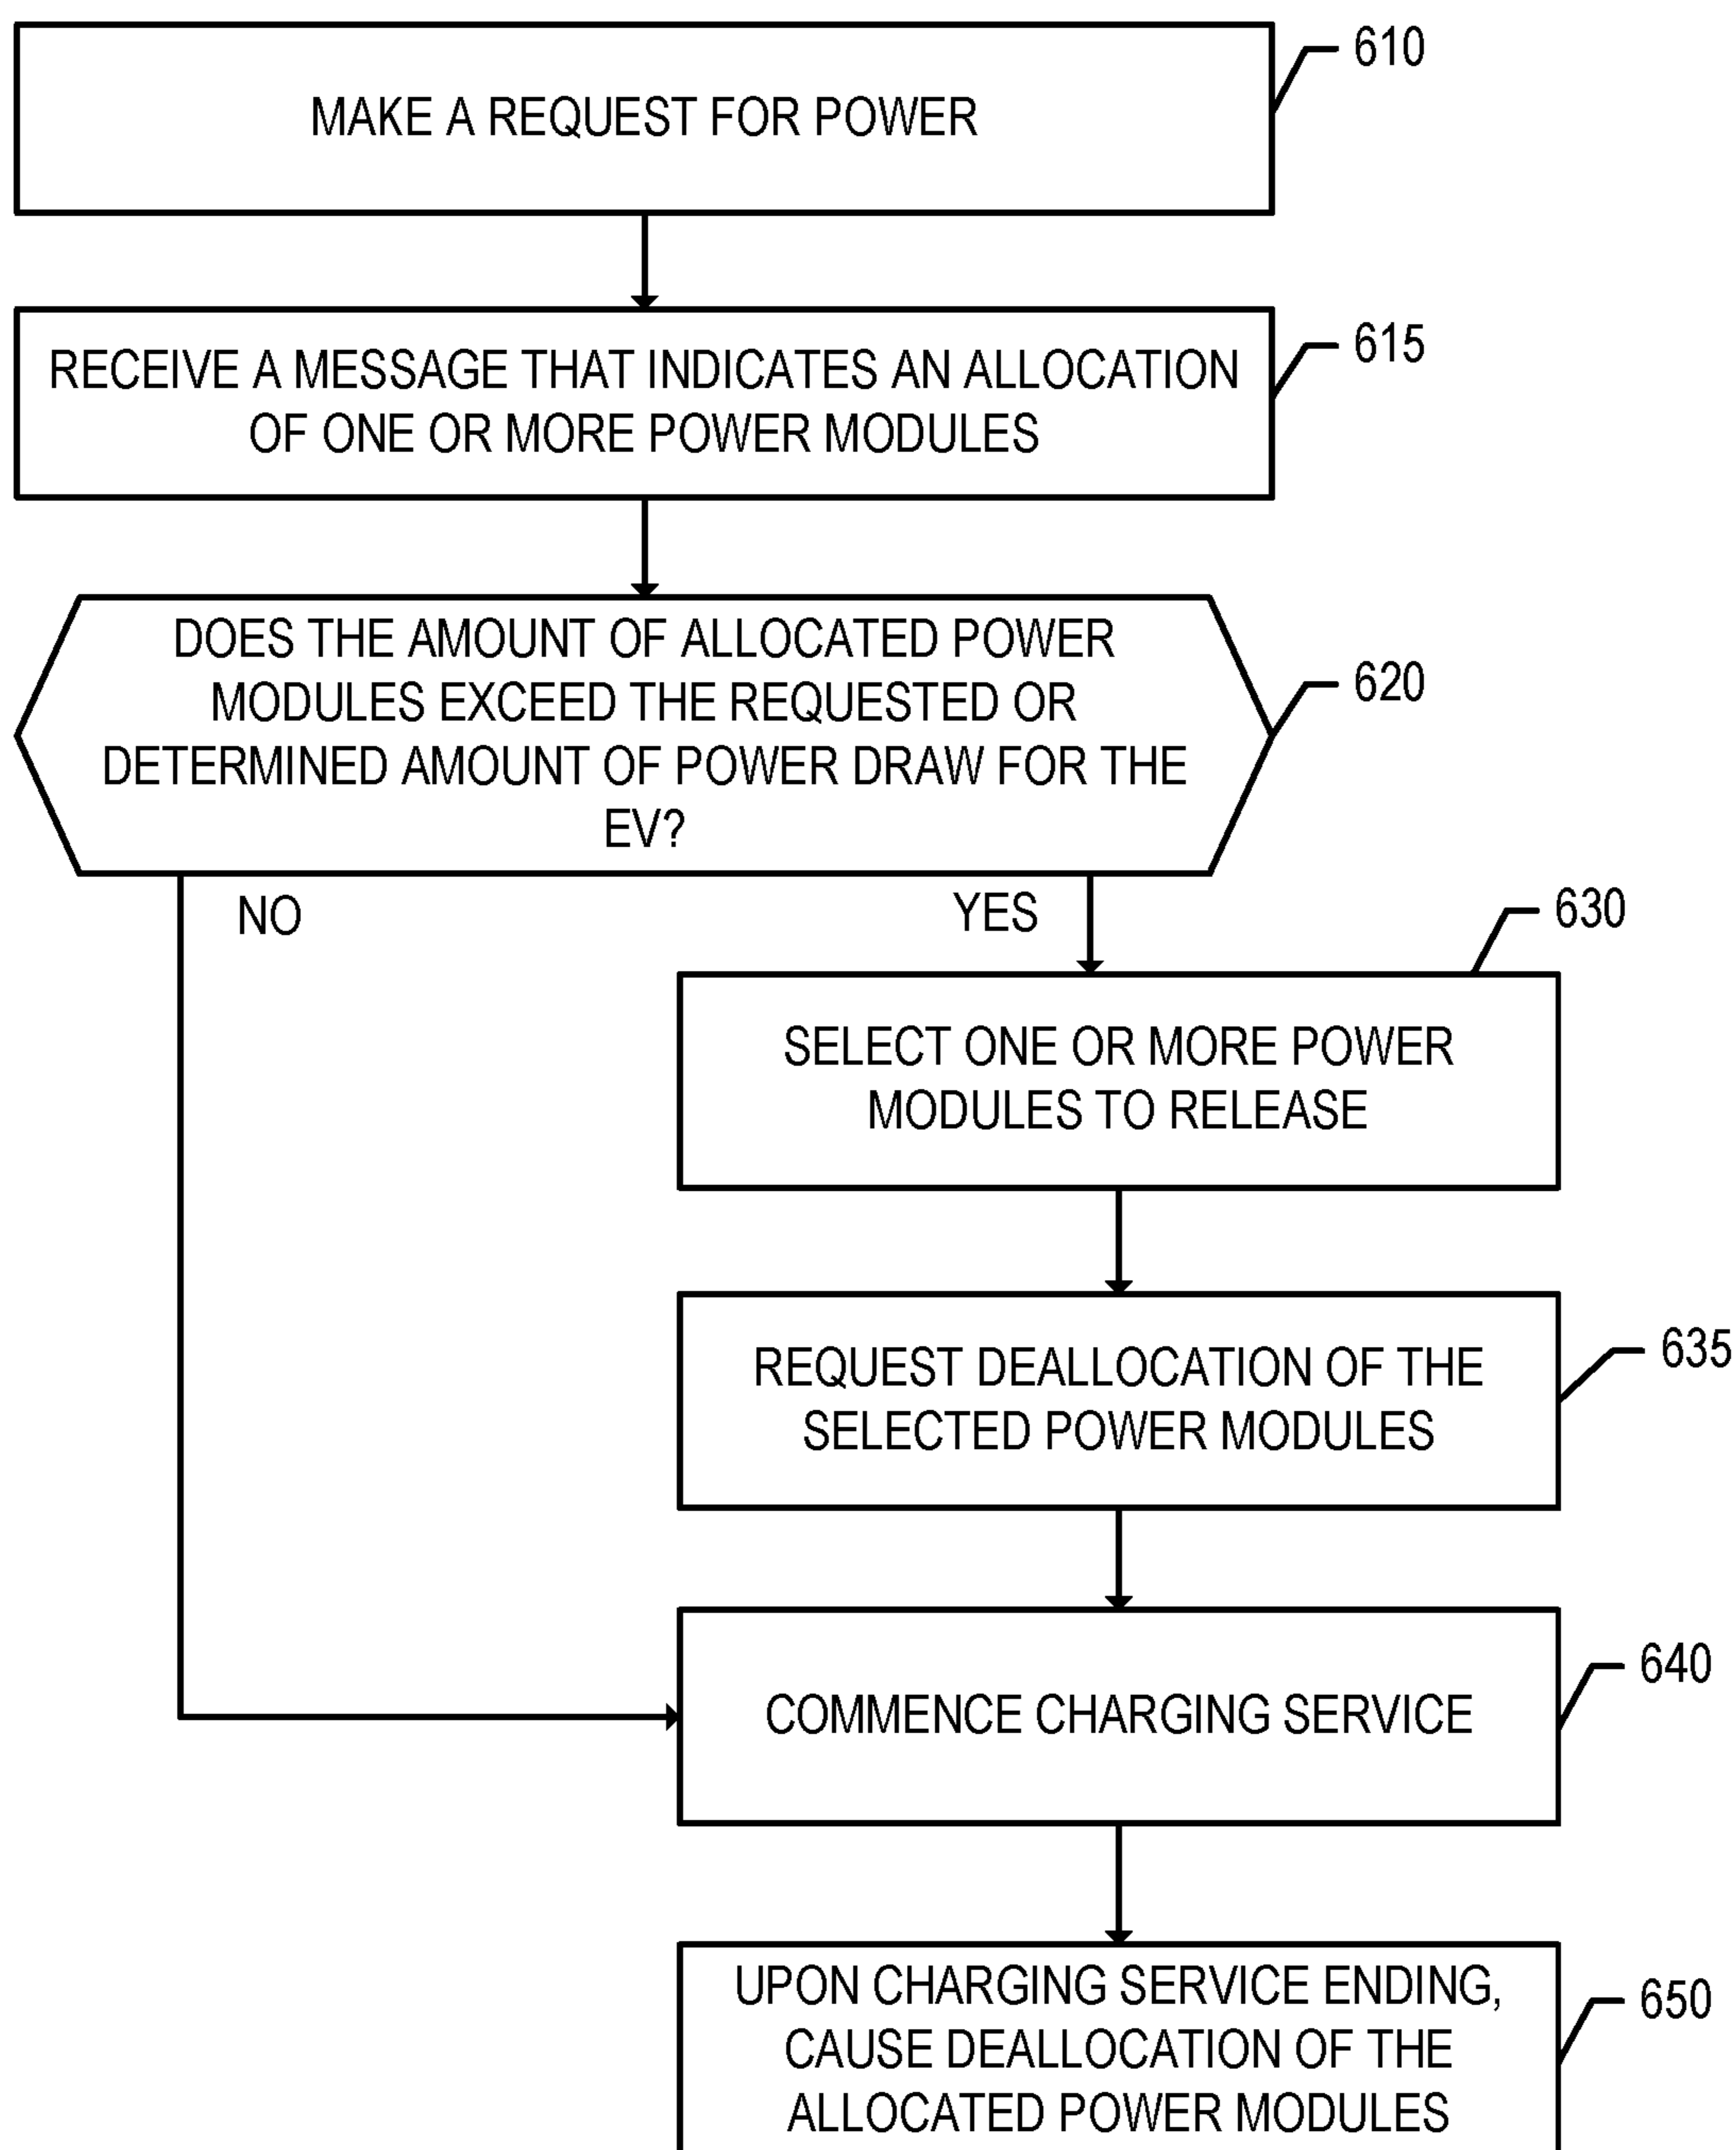 610
MAKE A REQUEST FOR POWER
615
RECEIVE A MESSAGE THAT INDICATES AN ALLOCATION
OF ONE OR MORE POWER MODULES
620
DOES THE AMOUNT OF ALLOCATED POWER
MODULES EXCEED THE REQUESTED OR
DETERMINED AMOUNT OF POWER DRAW FOR THE
EV?
NO
YES
630
SELECT ONE OR MORE POWER
MODULES TO RELEASE
635
REQUEST DEALLOCATION OF THE
SELECTED POWER MODULES
640
COMMENCE CHARGING SERVICE
650
UPON CHARGING SERVICE ENDING,
CAUSE DEALLOCATION OF THE
ALLOCATED POWER MODULES